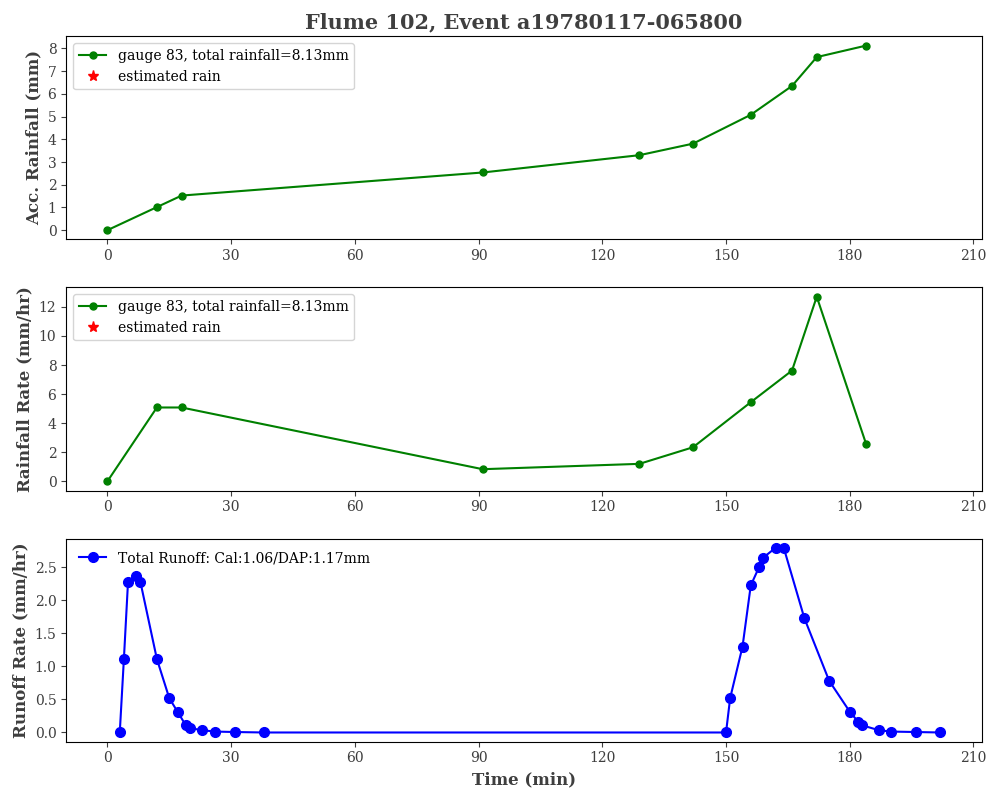 Flume 102, Event a19780117-065800
Acc. Rainfall (mm)
8
7
6
5
4
3
2
1
0
gauge 83, total rainfall=8.13mm
estimated rain
0 30 60 90 120 150 180 210
Rainfall Rate (mm/hr)
12
10
8
6
4
2
0
gauge 83, total rainfall=8.13mm
estimated rain
0 30 60 90 120 150 180 210
Runoff Rate (mm/hr)
2.5
2.0
1.5
1.0
0.5
0.0
Total Runoff: Cal:1.06/DAP:1.17mm
0 30 60 90 120 150 180 210
Time (min)